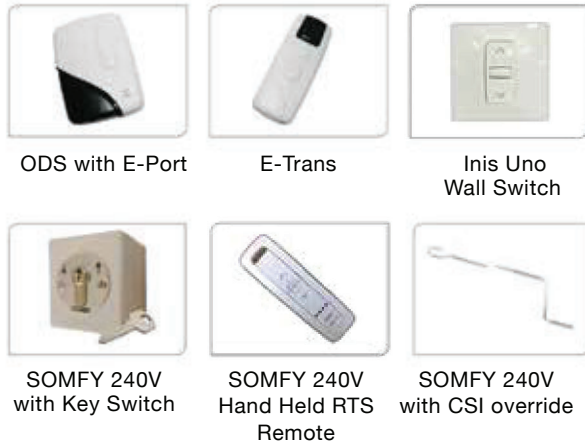 ODS with E-Port
E-Trans
Inis Uno
Wall Switch
SOMFY 240V
with Key Switch
SOMFY 240V
Hand Held RTS
Remote
SOMFY 240V
with CSI override